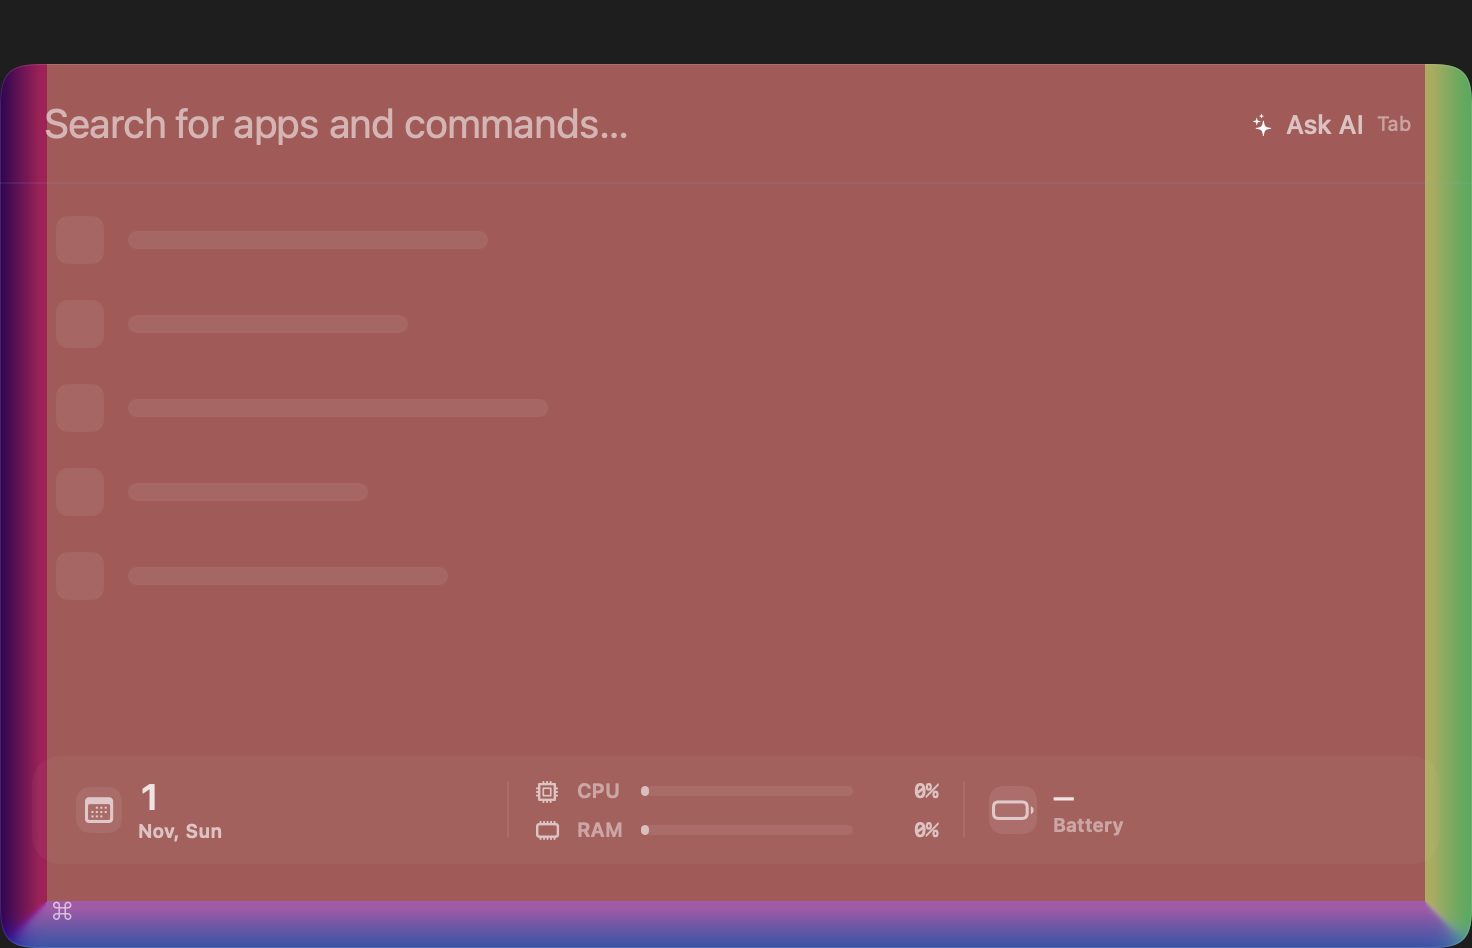 Search for apps and commands...
Ask AI Tab
1
Nov, Sun
CPU 0%
RAM 0%
—
Battery
⌘